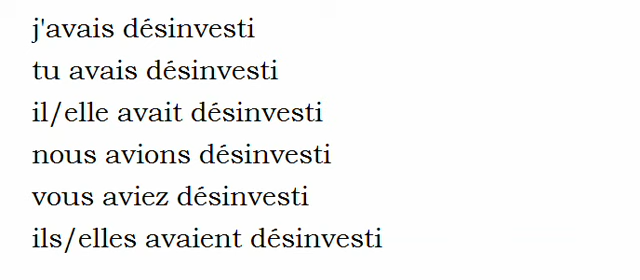 j'avais désinvesti
tu avais désinvesti
il/elle avait désinvesti
nous avions désinvesti
vous aviez désinvesti
ils/elles avaient désinvesti